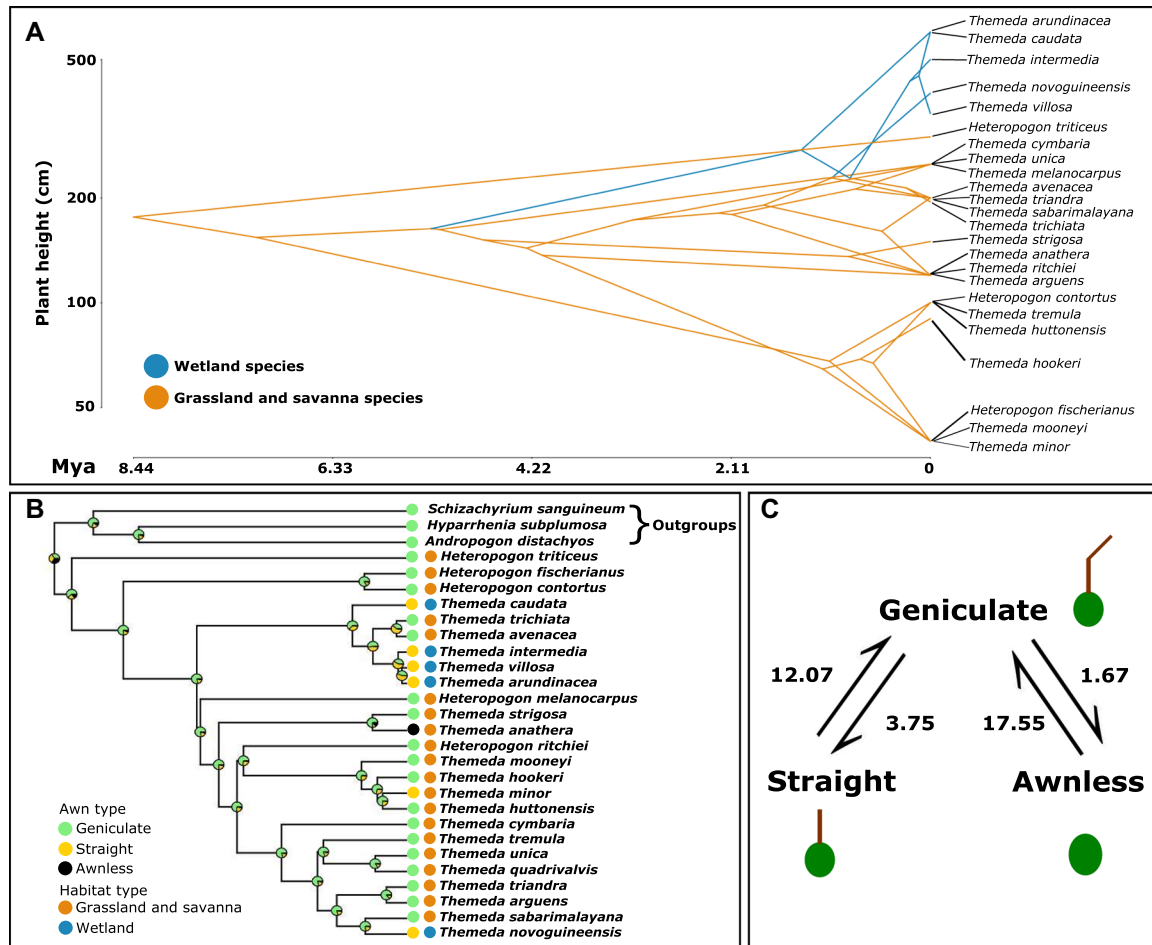 A
Plant height (cm)
500
200
100
50
Themeda arundinacea
Themeda caudata
Themeda intermedia
Themeda novoguineensis
Themeda villosa
Heteropogon triticeus
Themeda cymbaria
Themeda unica
Themeda melanocarpus
Themeda avenacea
Themeda triandra
Themeda sabarimalayana
Themeda trichiata
Themeda strigosa
Themeda anathera
Themeda ritchiei
Themeda arguens
Heteropogon contortus
Themeda tremula
Themeda huttonensis
Themeda hookeri
Heteropogon fischerianus
Themeda mooneyi
Themeda minor
Wetland species
Grassland and savanna species
Mya
8.44 6.33 4.22 2.11 0
B
Schizachyrium sanguineum
Hyparrhenia subplumosa
Andropogon distachyos
Outgroups
Heteropogon triticeus
Heteropogon fischerianus
Heteropogon contortus
Themeda caudata
Themeda trichiata
Themeda avenacea
Themeda intermedia
Themeda villosa
Themeda arundinacea
Heteropogon melanocarpus
Themeda strigosa
Themeda anathera
Heteropogon ritchiei
Themeda mooneyi
Themeda hookeri
Themeda minor
Themeda huttonensis
Themeda cymbaria
Themeda tremula
Themeda unica
Themeda quadrivalvis
Themeda triandra
Themeda arguens
Themeda sabarimalayana
Themeda novoguineensis
Awn type
Geniculate
Straight
Awnless
Habitat type
Grassland and savanna
Wetland
C
Geniculate
12.07
3.75
17.55
1.67
Straight
Awnless